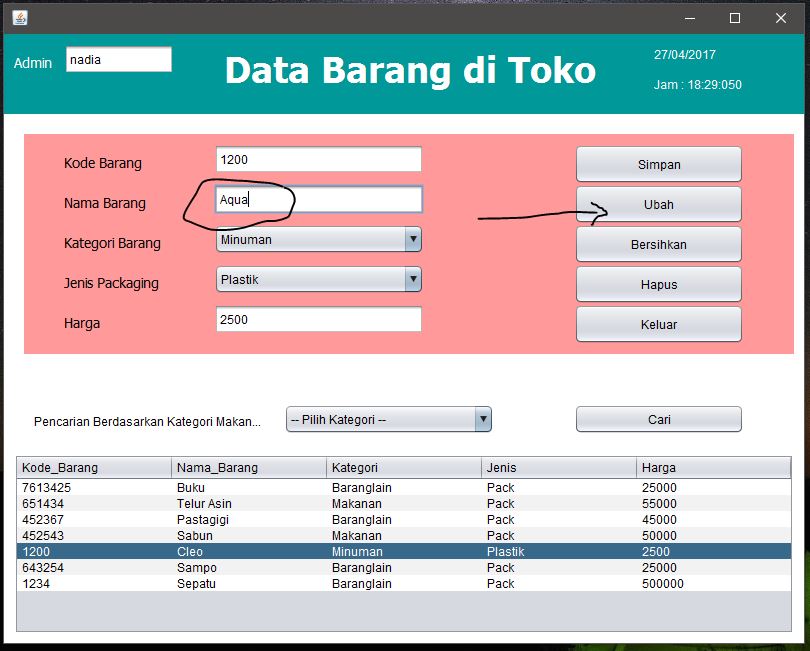 Admin nadia
Data Barang di Toko
27/04/2017
Jam : 18:29:050
Kode Barang 1200 Simpan
Nama Barang Aqua Ubah
Kategori Barang Minuman Bersihkan
Jenis Packaging Plastik Hapus
Harga 2500 Keluar
Pencarian Berdasarkan Kategori Makan... -- Pilih Kategori -- Cari
Kode_Barang Nama_Barang Kategori Jenis Harga
7613425 Buku Baranglain Pack 25000
651434 Telur Asin Makanan Pack 55000
452367 Pastagigi Baranglain Pack 45000
452543 Sabun Makanan Pack 50000
1200 Cleo Minuman Plastik 2500
643254 Sampo Baranglain Pack 25000
1234 Sepatu Baranglain Pack 500000